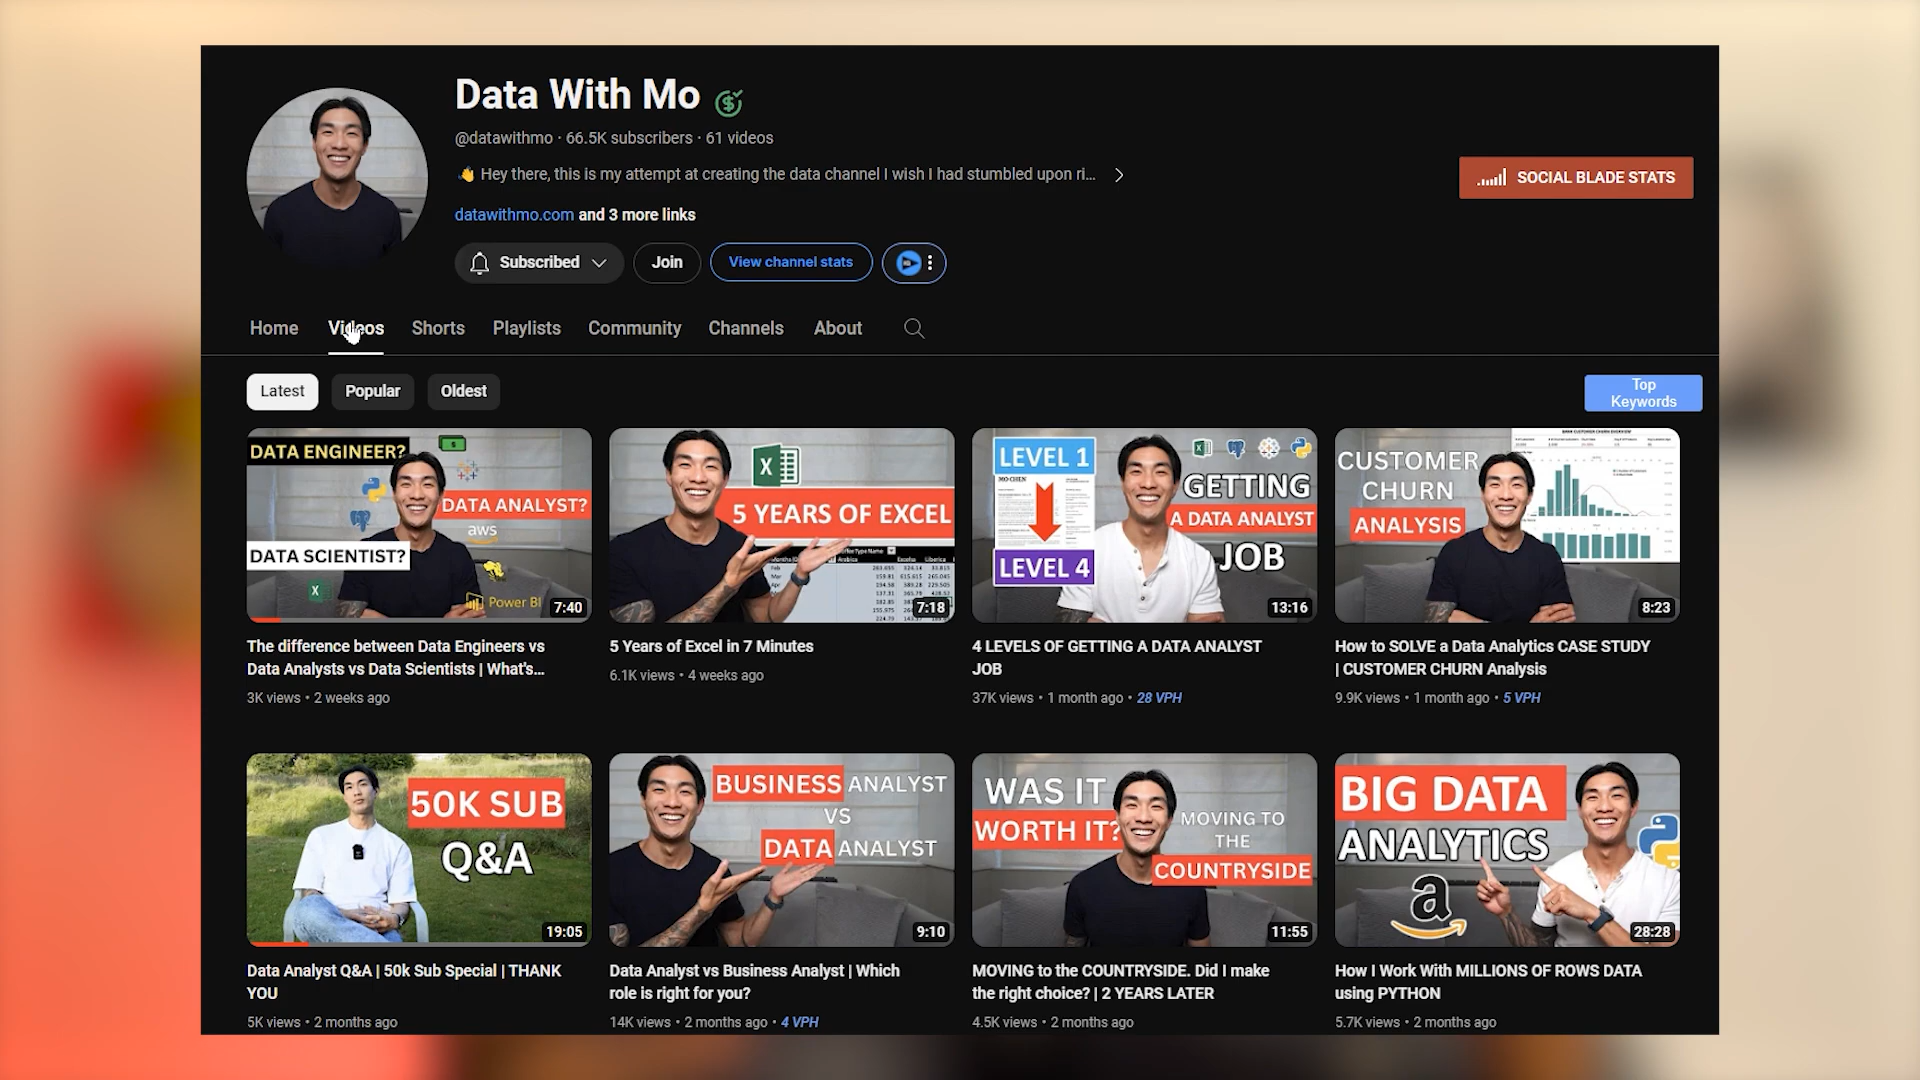 Data With Mo
@datawithmo · 66.5K subscribers · 61 videos
👋 Hey there, this is my attempt at creating the data channel I wish I had stumbled upon ri...
datawithmo.com and 3 more links
SOCIAL BLADE STATS
Subscribed
Join
View channel stats
Home
Videos
Shorts
Playlists
Community
Channels
About
Latest
Popular
Oldest
Top
Keywords
DATA ENGINEER?
DATA ANALYST?
aws
DATA SCIENTIST?
Power BI
7:40
5 YEARS OF EXCEL
7:18
LEVEL 1
MO CHEN
LEVEL 4
GETTING
A DATA ANALYST
JOB
13:16
CUSTOMER
CHURN
ANALYSIS
8:23
The difference between Data Engineers vs
Data Analysts vs Data Scientists | What's...
3K views • 2 weeks ago
5 Years of Excel in 7 Minutes
6.1K views • 4 weeks ago
4 LEVELS OF GETTING A DATA ANALYST
JOB
37K views • 1 month ago • 28 VPH
How to SOLVE a Data Analytics CASE STUDY
| CUSTOMER CHURN Analysis
9.9K views • 1 month ago • 5 VPH
50K SUB
Q&A
19:05
BUSINESS ANALYST
VS
DATA ANALYST
9:10
WAS IT
WORTH IT?
MOVING TO
THE
COUNTRYSIDE
11:55
BIG DATA
ANALYTICS
28:28
Data Analyst Q&A | 50k Sub Special | THANK
YOU
5K views • 2 months ago
Data Analyst vs Business Analyst | Which
role is right for you?
14K views • 2 months ago • 4 VPH
MOVING to the COUNTRYSIDE. Did I make
the right choice? | 2 YEARS LATER
4.5K views • 2 months ago
How I Work With MILLIONS OF ROWS DATA
using PYTHON
5.7K views • 2 months ago